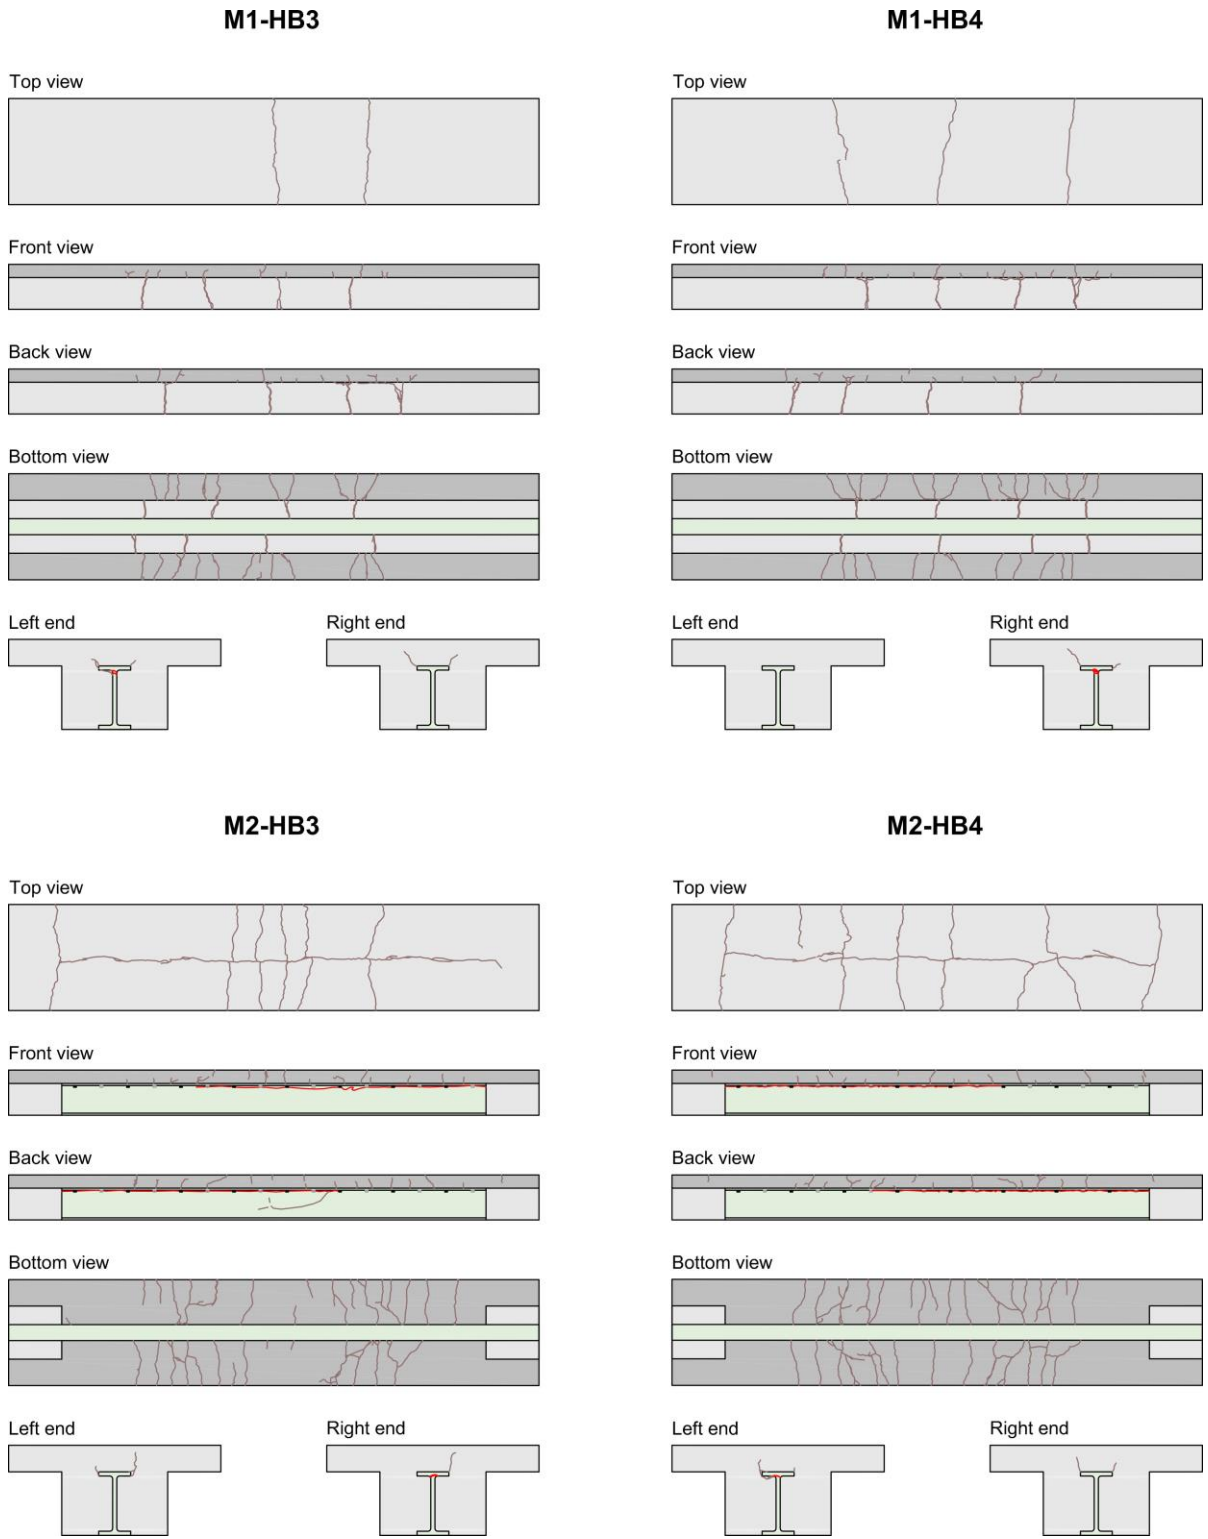 M1-HB3
M1-HB4
Top view
Top view
Front view
Front view
Back view
Back view
Bottom view
Bottom view
Left end
Right end
Left end
Right end
M2-HB3
M2-HB4
Top view
Top view
Front view
Front view
Back view
Back view
Bottom view
Bottom view
Left end
Right end
Left end
Right end